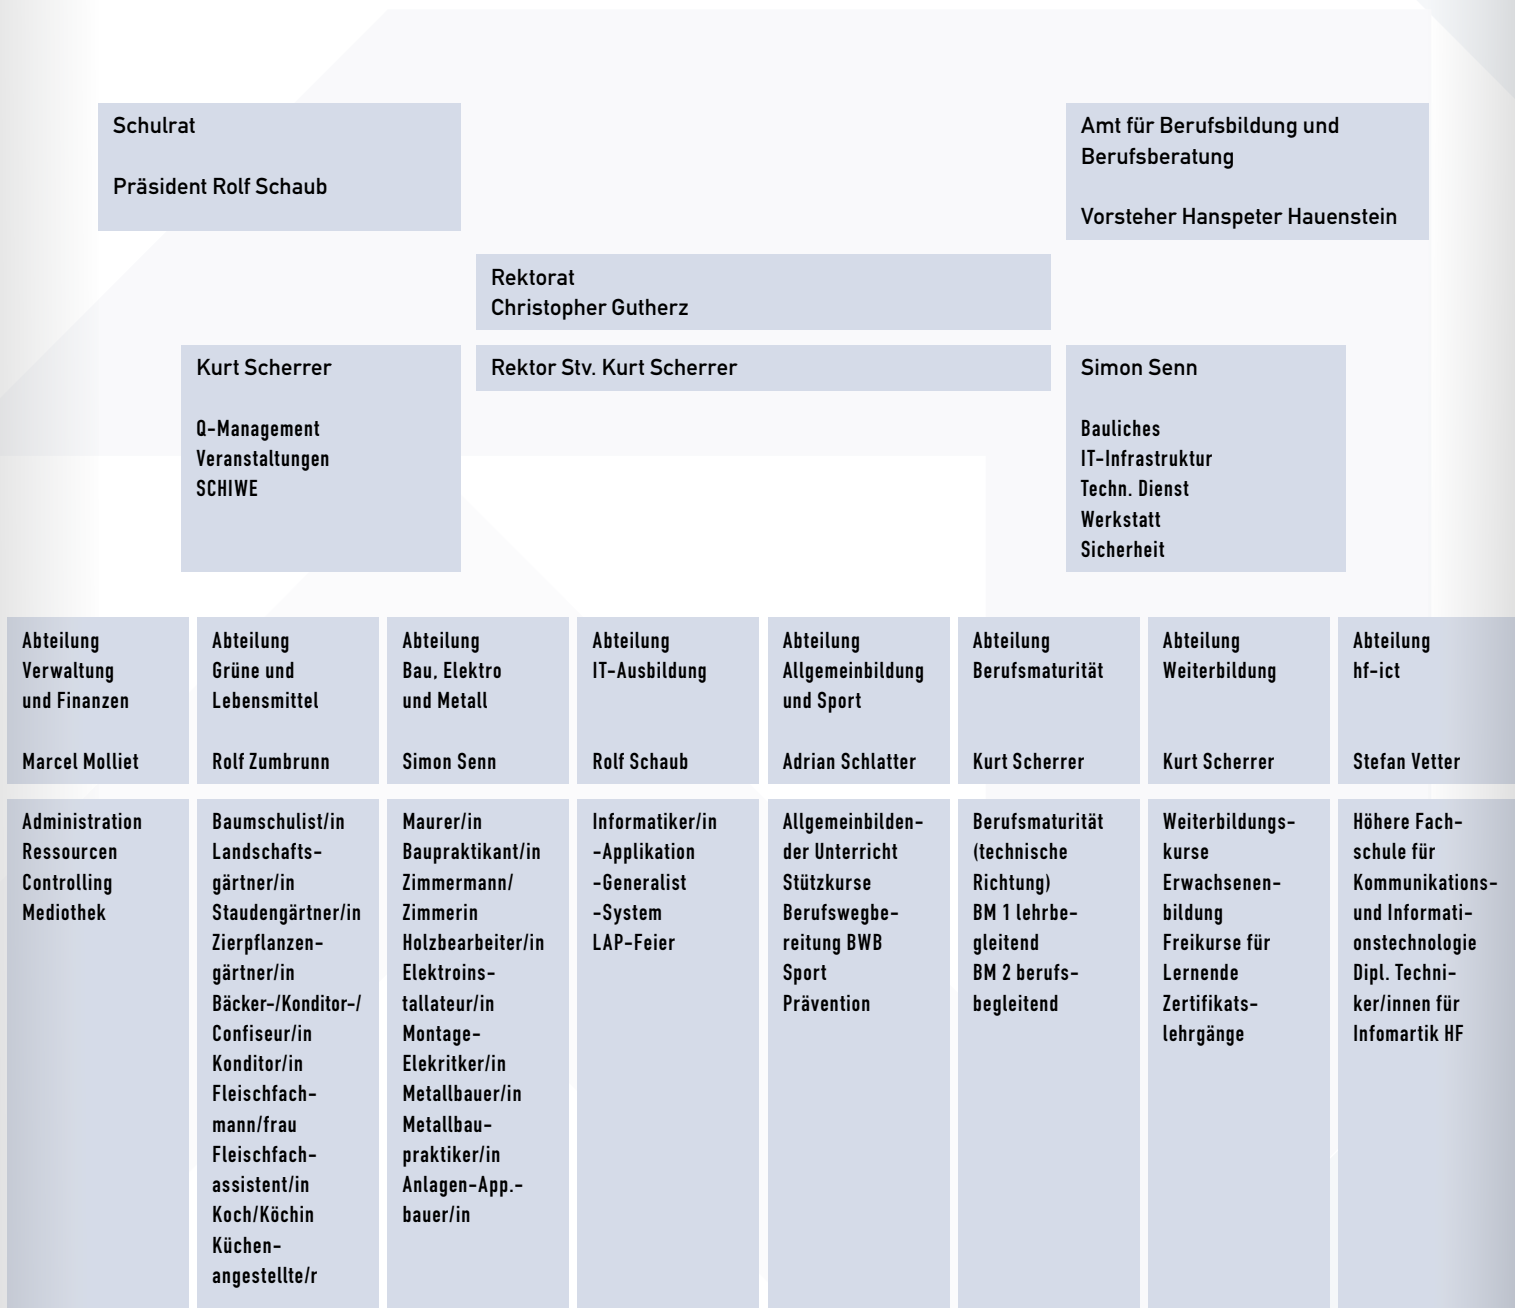 Schulrat
Präsident Rolf Schaub
Amt für Berufsbildung und
Berufsberatung
Vorsteher Hanspeter Hauenstein
Rektorat
Christopher Gutherz
Kurt Scherrer
Q-Management
Veranstaltungen
SCHIWE
Rektor Stv. Kurt Scherrer
Simon Senn
Bauliches
IT-Infrastruktur
Techn. Dienst
Werkstatt
Sicherheit
Abteilung
Verwaltung
und Finanzen
Marcel Molliet
Abteilung
Grüne und
Lebensmittel
Rolf Zumbrunn
Abteilung
Bau, Elektro
und Metall
Simon Senn
Abteilung
IT-Ausbildung
Rolf Schaub
Abteilung
Allgemeinbildung
und Sport
Adrian Schlatter
Abteilung
Berufsmaturität
Kurt Scherrer
Abteilung
Weiterbildung
Kurt Scherrer
Abteilung
hf-ict
Stefan Vetter
Administration
Ressourcen
Controlling
Mediothek
Baumschulist/in
Landschafts-
gärtner/in
Staudengärtner/in
Zierpflanzen-
gärtner/in
Bäcker-/Konditor-/
Confiseur/in
Konditor/in
Fleischfach-
mann/frau
Fleischfach-
assistent/in
Koch/Köchin
Küchen-
angestellte/r
Maurer/in
Baupraktikant/in
Zimmermann/
Zimmerin
Holzbearbeiter/in
Elektroins-
tallateur/in
Montage-
Elekritker/in
Metallbauer/in
Metallbau-
praktiker/in
Anlagen-App.-
bauer/in
Informatiker/in
-Applikation
-Generalist
-System
LAP-Feier
Allgemeinbilden-
der Unterricht
Stützkurse
Berufswegbe-
reitung BWB
Sport
Prävention
Berufsmaturität
(technische
Richtung)
BM 1 lehrbe-
gleitend
BM 2 berufs-
begleitend
Weiterbildungs-
kurse
Erwachsenen-
bildung
Freikurse für
Lernende
Zertifikats-
lehrgänge
Höhere Fach-
schule für
Kommunikations-
und Informati-
onstechnologie
Dipl. Techni-
ker/innen für
Infomartik HF